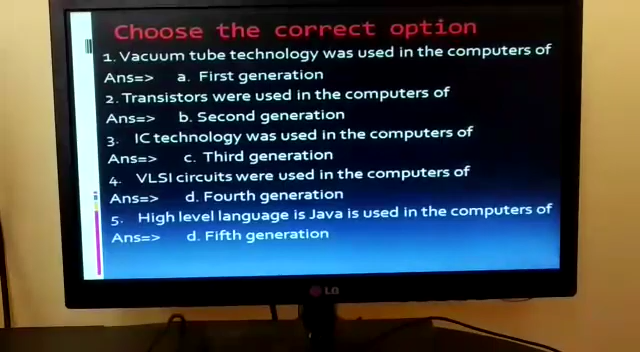 Choose the correct option
1. Vacuum tube technology was used in the computers of
Ans=> a. First generation
2. Transistors were used in the computers of
Ans=> b. Second generation
3. IC technology was used in the computers of
Ans=> c. Third generation
4. VLSI circuits were used in the computers of
Ans=> d. Fourth generation
5. High level language is Java is used in the computers of
Ans=> d. Fifth generation
LG